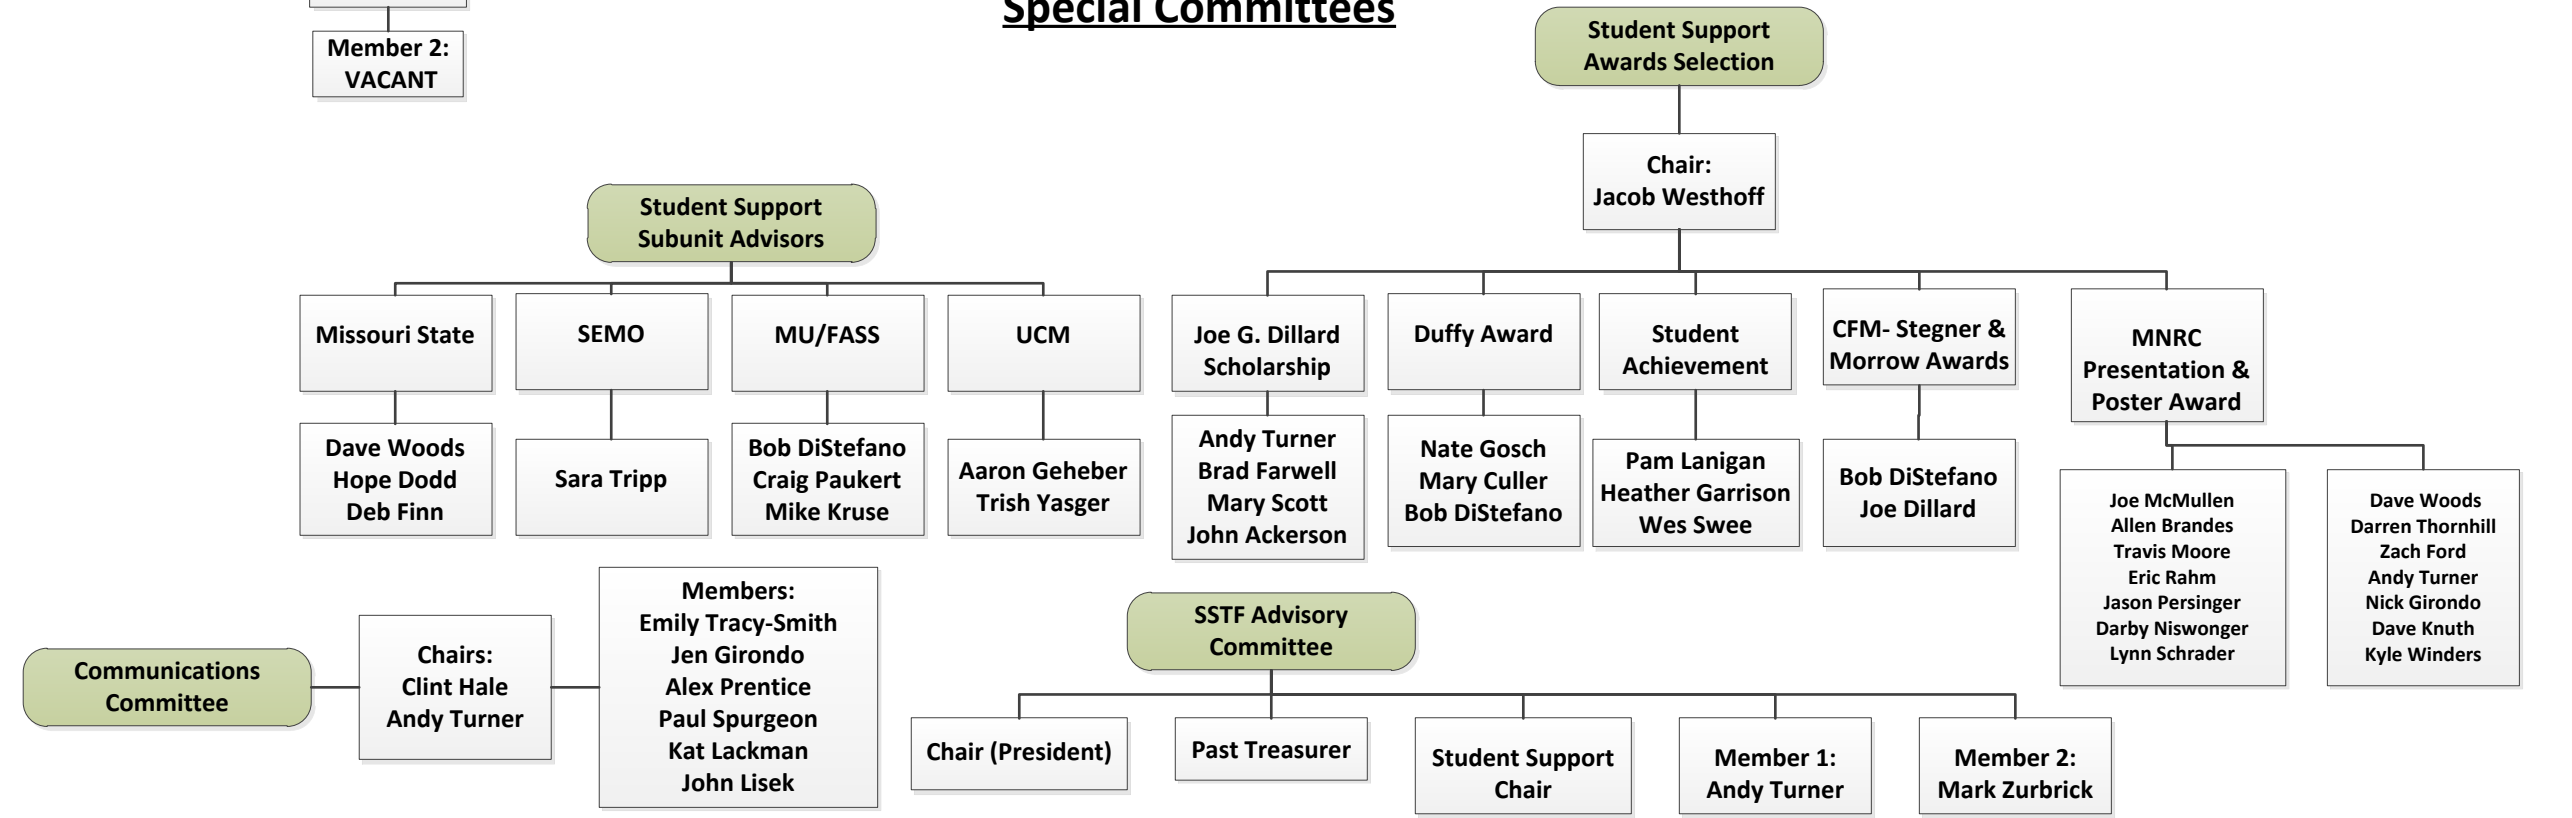 Special Committees
Member 2:
VACANT
Student Support
Awards Selection
Chair:
Jacob Westhoff
Student Support
Subunit Advisors
Missouri State
SEMO
MU/FASS
UCM
Dave Woods
Hope Dodd
Deb Finn
Sara Tripp
Bob DiStefano
Craig Paukert
Mike Kruse
Aaron Geheber
Trish Yasger
Joe G. Dillard
Scholarship
Duffy Award
Student
Achievement
CFM- Stegner &
Morrow Awards
MNRC
Presentation &
Poster Award
Andy Turner
Brad Farwell
Mary Scott
John Ackerson
Nate Gosch
Mary Culler
Bob DiStefano
Pam Lanigan
Heather Garrison
Wes Swee
Bob DiStefano
Joe Dillard
Joe McMullen
Allen Brandes
Travis Moore
Eric Rahm
Jason Persinger
Darby Niswonger
Lynn Schrader
Dave Woods
Darren Thornhill
Zach Ford
Andy Turner
Nick Girondo
Dave Knuth
Kyle Winders
Communications
Committee
Chairs:
Clint Hale
Andy Turner
Members:
Emily Tracy-Smith
Jen Girondo
Alex Prentice
Paul Spurgeon
Kat Lackman
John Lisek
SSTF Advisory
Committee
Chair (President)
Past Treasurer
Student Support
Chair
Member 1:
Andy Turner
Member 2:
Mark Zurbrick